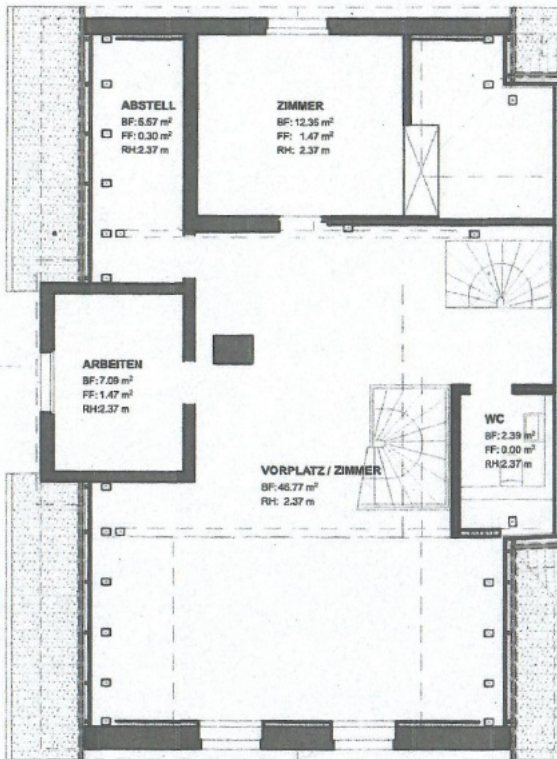 ABSTELL
BF: 5.57 m²
FF: 0.30 m²
RH: 2.37 m
ZIMMER
BF: 12.35 m²
FF: 1.47 m²
RH: 2.37 m
ARBEITEN
BF: 7.09 m²
FF: 1.47 m²
RH: 2.37 m
WC
BF: 2.39 m²
FF: 0.00 m²
RH: 2.37 m
VORPLATZ / ZIMMER
BF: 46.77 m²
RH: 2.37 m